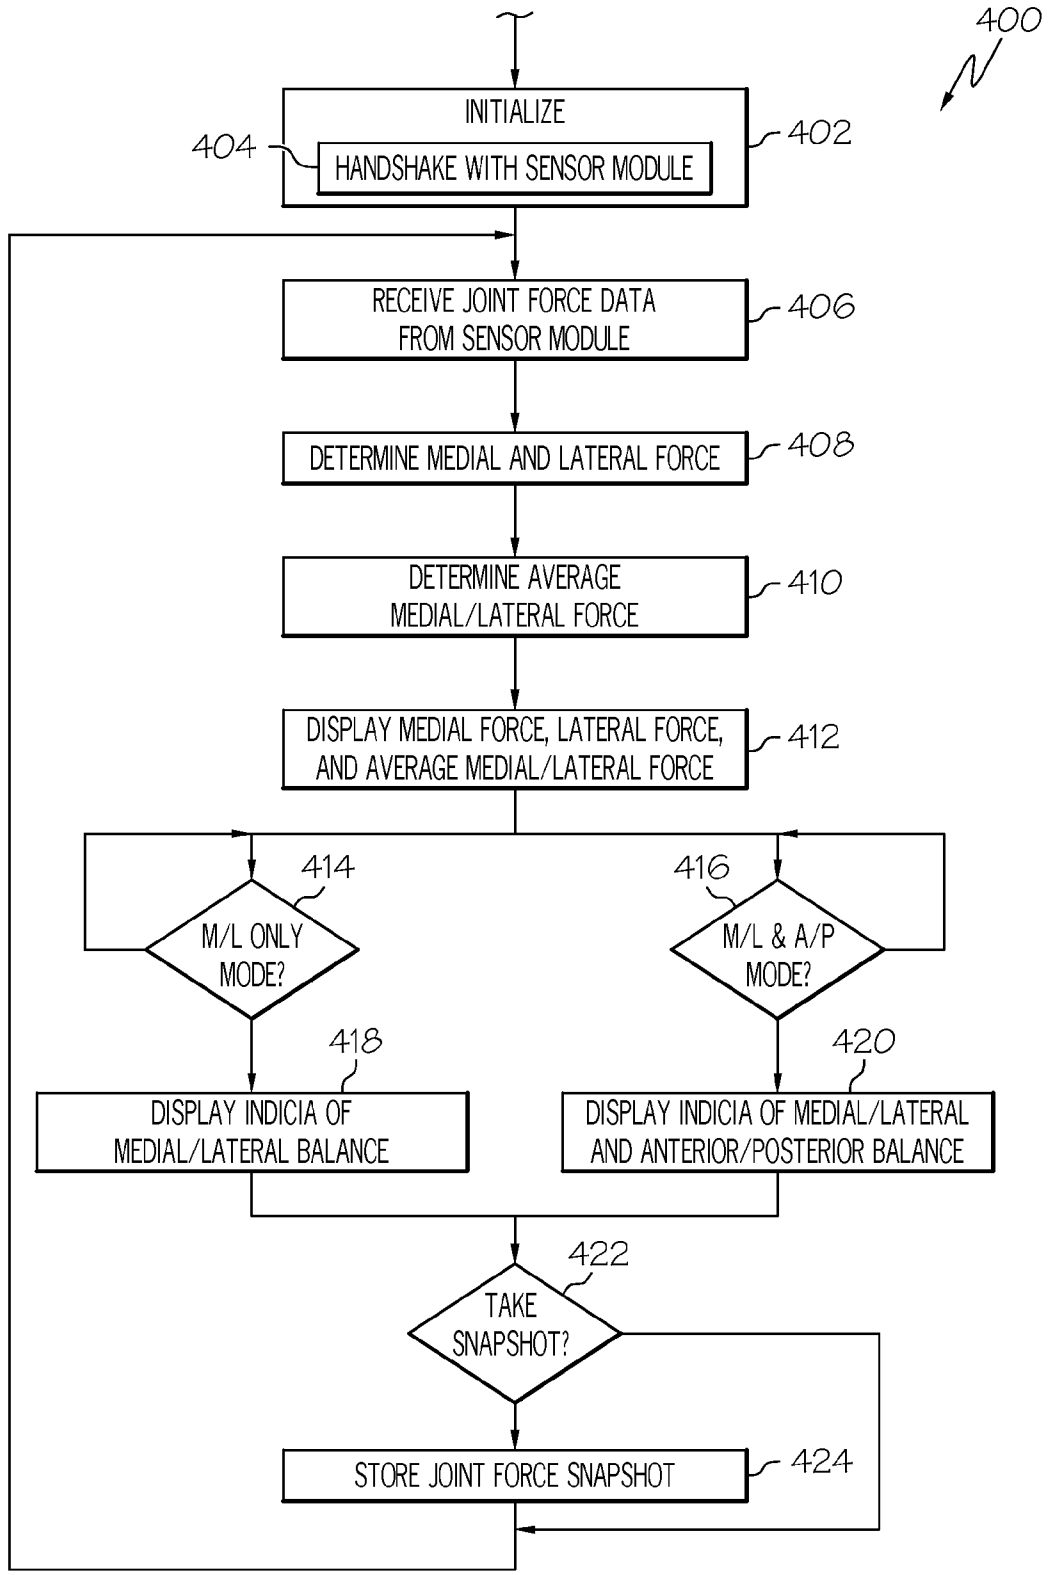 400
INITIALIZE
402
404
HANDSHAKE WITH SENSOR MODULE
RECEIVE JOINT FORCE DATA
FROM SENSOR MODULE
406
DETERMINE MEDIAL AND LATERAL FORCE
408
DETERMINE AVERAGE
MEDIAL/LATERAL FORCE
410
DISPLAY MEDIAL FORCE, LATERAL FORCE,
AND AVERAGE MEDIAL/LATERAL FORCE
412
414
M/L ONLY
MODE?
416
M/L & A/P
MODE?
418
DISPLAY INDICIA OF
MEDIAL/LATERAL BALANCE
420
DISPLAY INDICIA OF MEDIAL/LATERAL
AND ANTERIOR/POSTERIOR BALANCE
422
TAKE
SNAPSHOT?
STORE JOINT FORCE SNAPSHOT
424